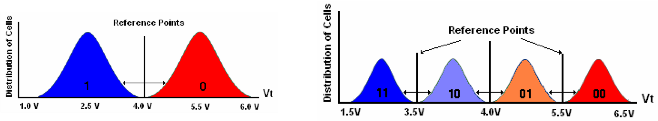 Distribution of Cells
Reference Points
1
0
Vt
1.0 V
2.5 V
4.0 V
5.5V
6.0 V
Distribution of Cells
Reference Points
11
10
01
00
Vt
1.5V
3.5V
4.0V
5.5V
6.5V